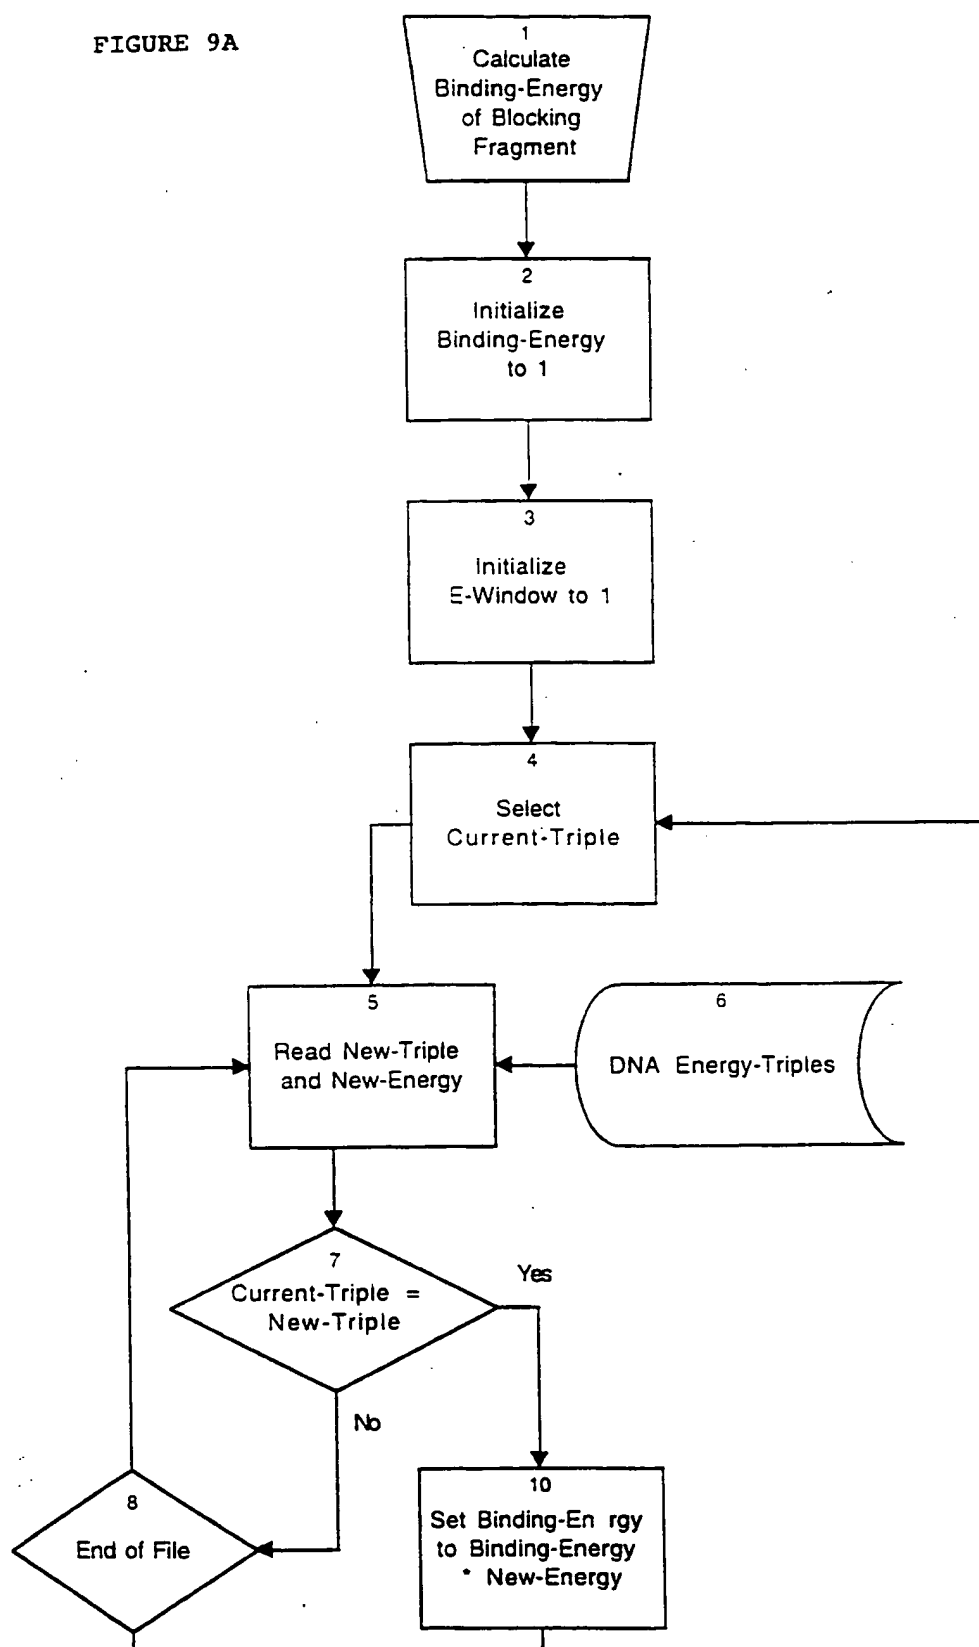 FIGURE 9A
1
Calculate
Binding-Energy
of Blocking
Fragment
2
Initialize
Binding-Energy
to 1
3
Initialize
E-Window to 1
4
Select
Current-Triple
5
Read New-Triple
and New-Energy
6
DNA Energy-Triples
7
Current-Triple =
New-Triple
Yes
No
8
End of File
10
Set Binding-En rgy
to Binding-Energy
* New-Energy